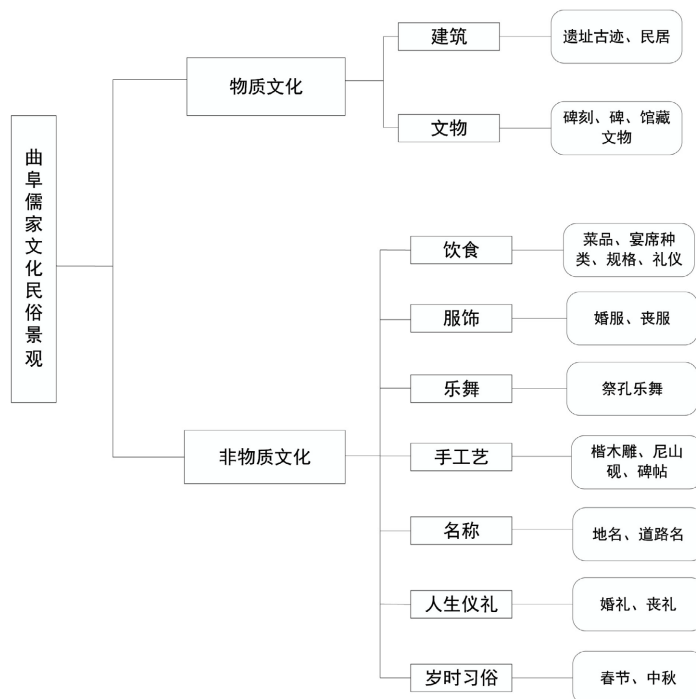 曲阜儒家文化民俗景观
物质文化
建筑
遗址古迹、民居
文物
碑刻、碑、馆藏
文物
非物质文化
饮食
菜品、宴席种
类、规格、礼仪
服饰
婚服、丧服
乐舞
祭孔乐舞
手工艺
楷木雕、尼山
砚、碑帖
名称
地名、道路名
人生仪礼
婚礼、丧礼
岁时习俗
春节、中秋